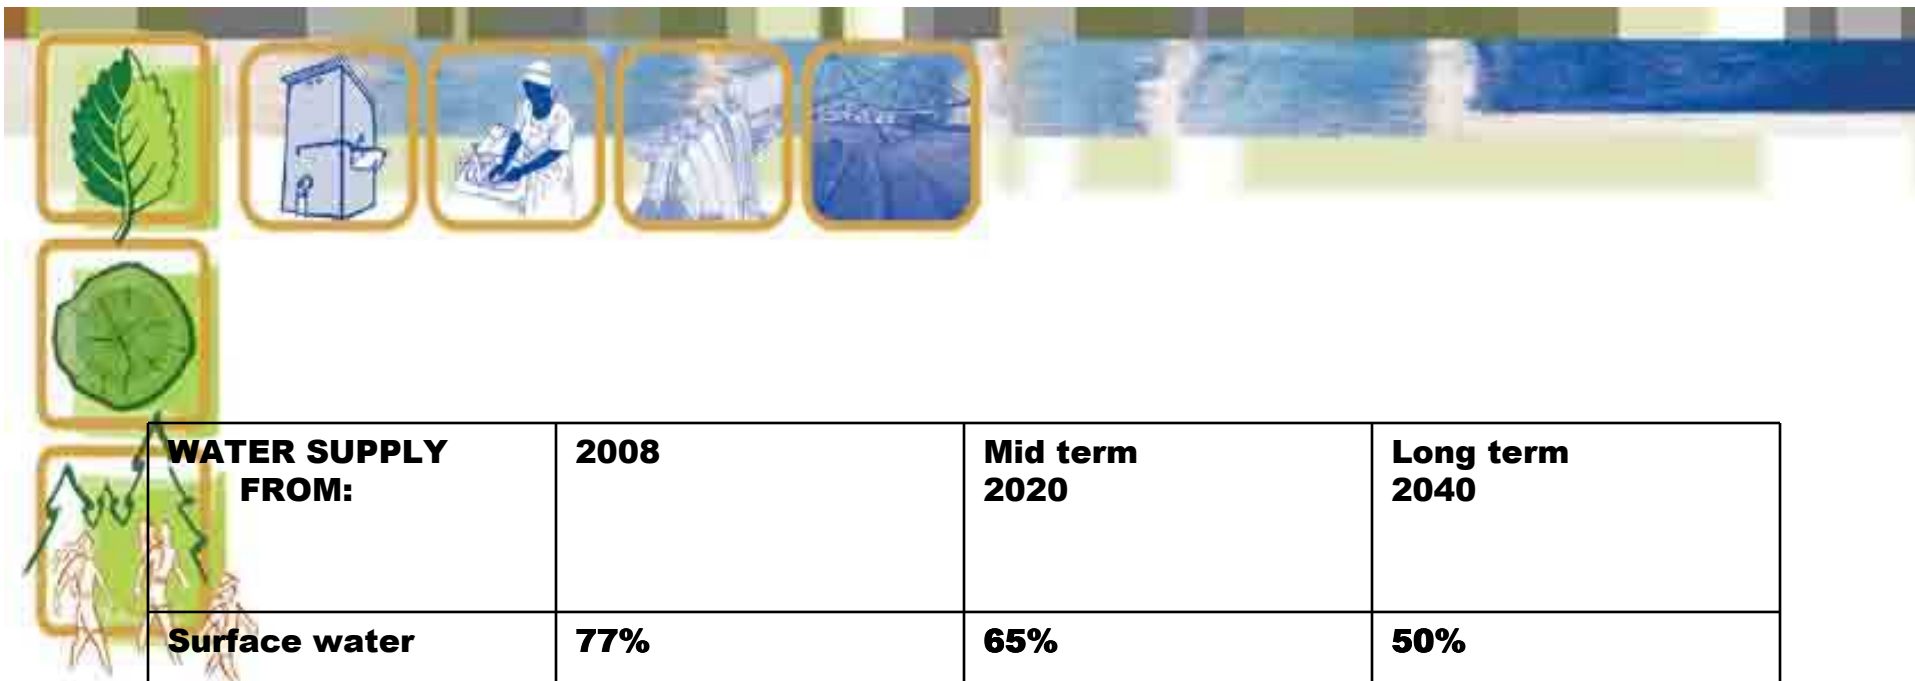 WATER SUPPLY FROM: 2008 Mid term 2020 Long term 2040
Surface water 77% 65% 50%